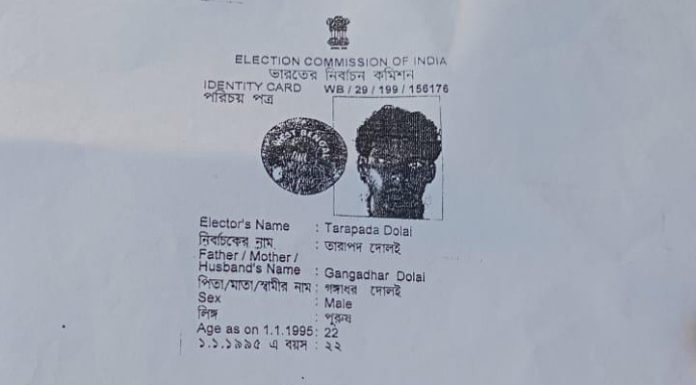 ELECTION COMMISSION OF INDIA
ভারতের নির্বাচন কমিশন
IDENTITY CARD WB / 29 / 199 / 156176
পরিচয় পত্র
WEST BENGAL
Elector's Name : Tarapada Dolai
নির্বাচকের নাম : তারাপদ দোলই
Father / Mother /
Husband's Name : Gangadhar Dolai
পিতা/মাতা/স্বামীর নাম : গঙ্গাধর দোলই
Sex : Male
লিঙ্গ : পুরুষ
Age as on 1.1.1995 : 22
১.১.১৯৯৫ এ বয়স : ২২